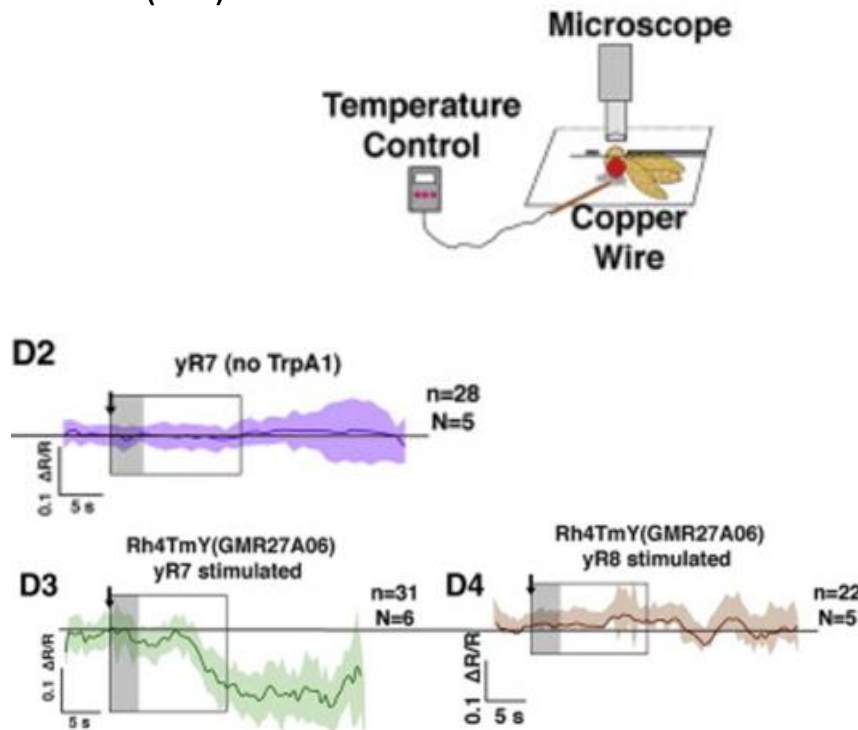 Microscope
Temperature
Control
Copper
Wire
D2
yR7 (no TrpA1)
n=28
N=5
0.1 ΔR/R
5 s
Rh4TmY(GMR27A06)
yR7 stimulated
D3
n=31
N=6
0.1 ΔR/R
5 s
Rh4TmY(GMR27A06)
yR8 stimulated
D4
n=22
N=5
0.1 ΔR/R
5 s